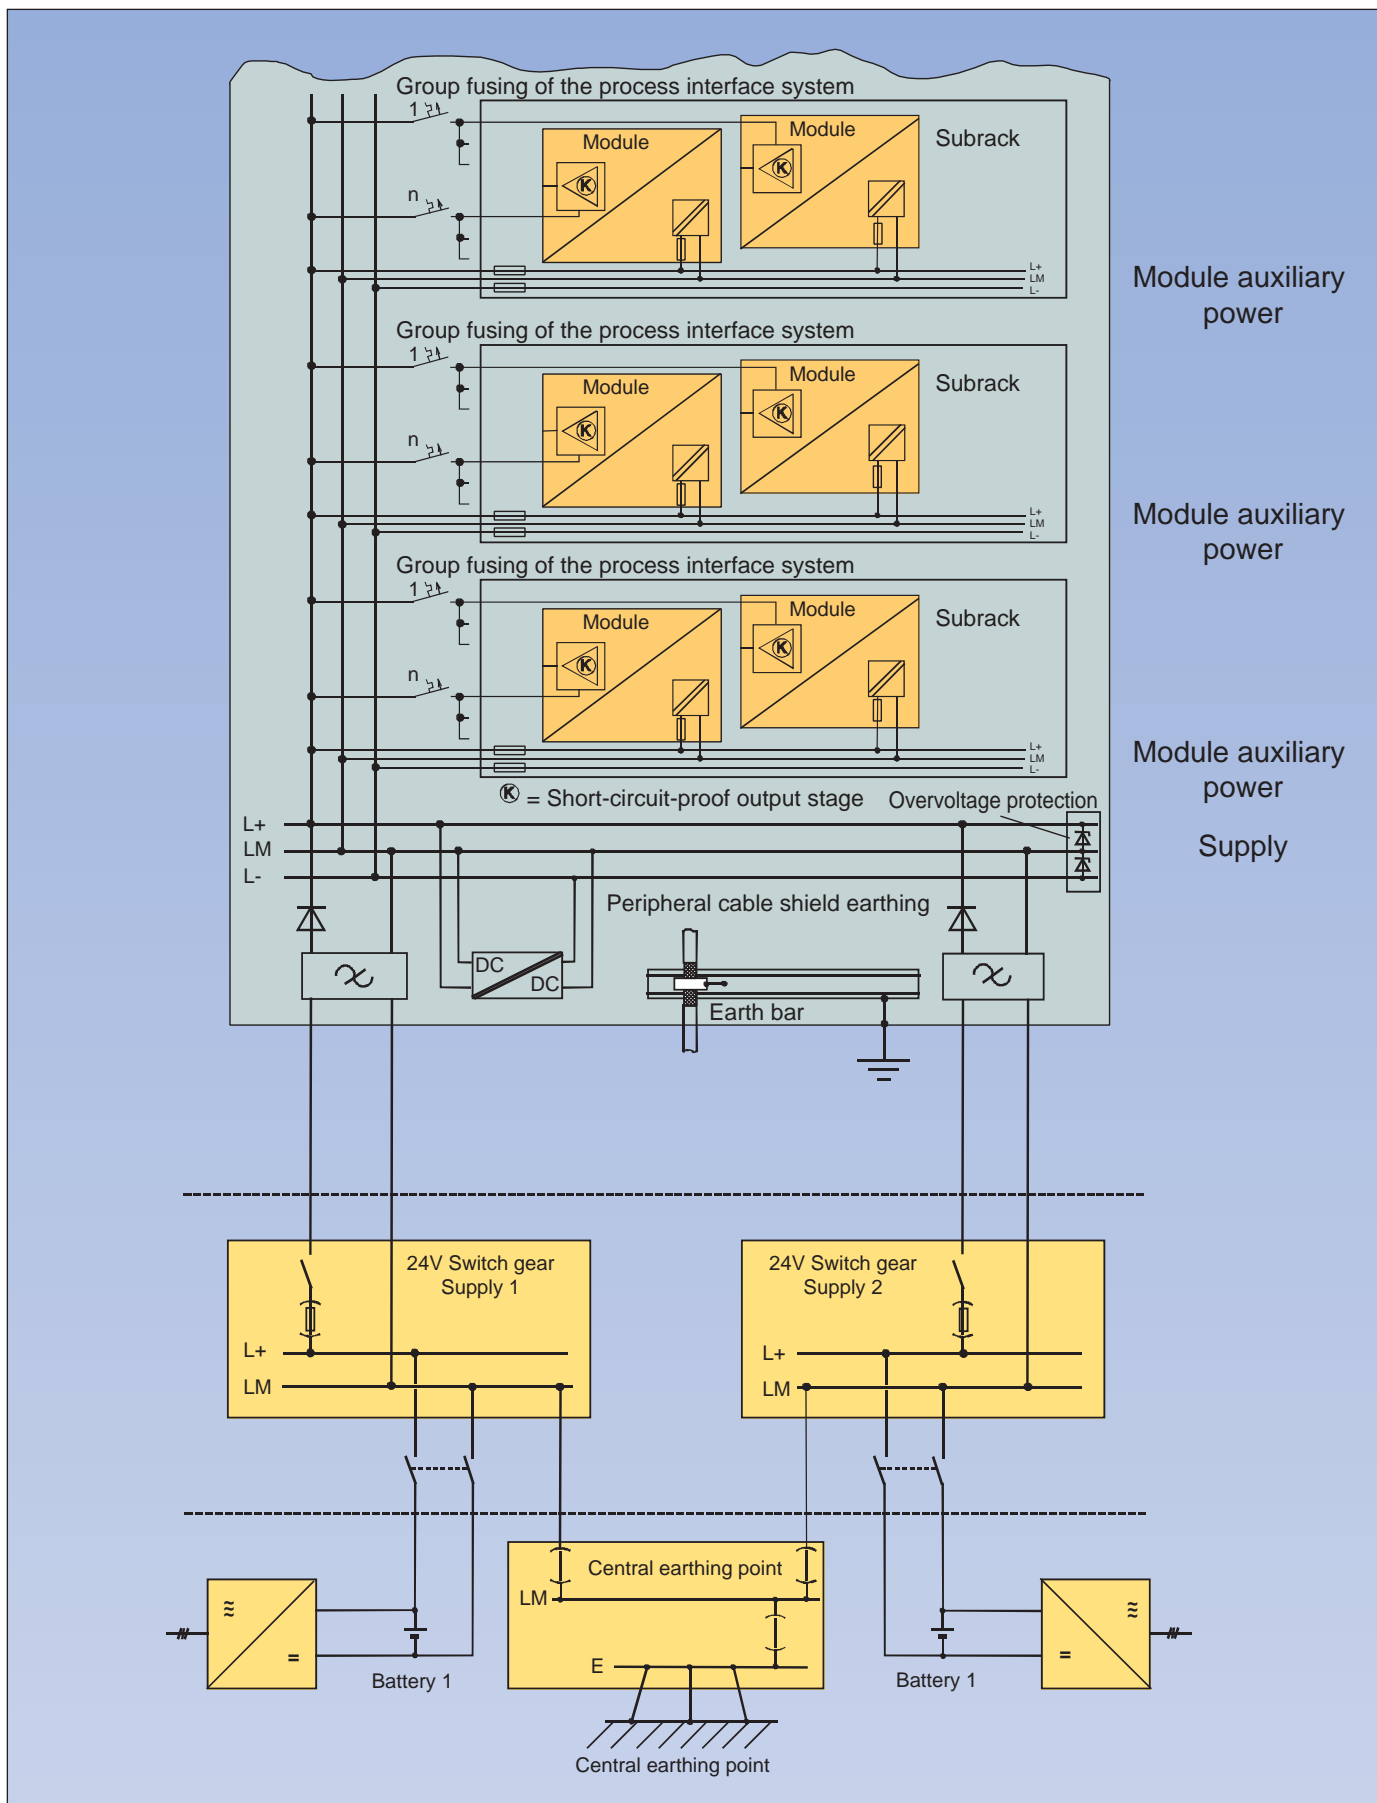 Group fusing of the process interface system
1
Module
Module
Subrack
K
K
n
L+
LM
L-
Module auxiliary
power
Group fusing of the process interface system
1
Module
Module
Subrack
K
K
n
L+
LM
L-
Module auxiliary
power
Group fusing of the process interface system
1
Module
Module
Subrack
K
K
n
L+
LM
L-
Module auxiliary
power
K = Short-circuit-proof output stage
Overvoltage protection
L+
LM
L-
Supply
Peripheral cable shield earthing
DC
DC
Earth bar
24V Switch gear
Supply 1
L+
LM
24V Switch gear
Supply 2
L+
LM
Central earthing point
LM
E
≈
=
Battery 1
Battery 1
≈
=
Central earthing point